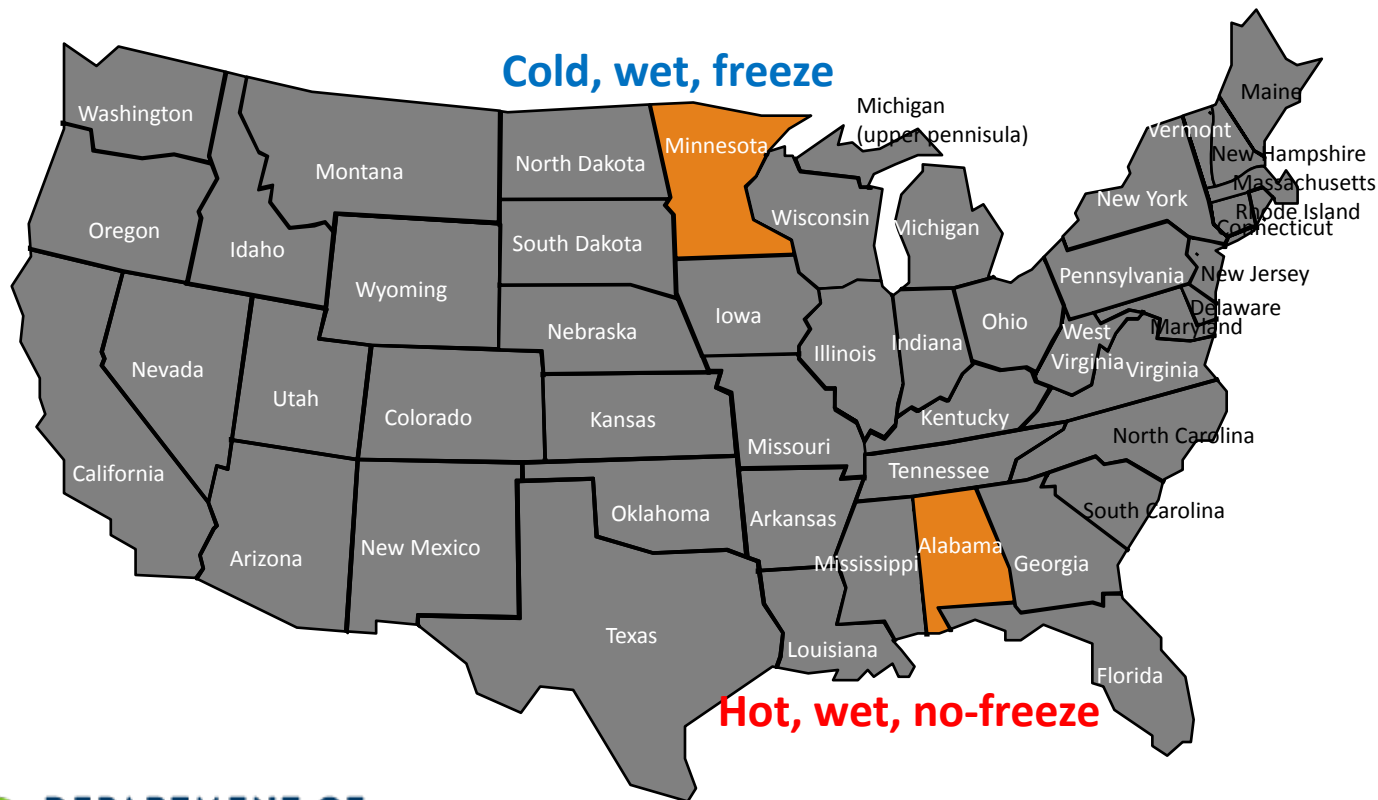 Cold, wet, freeze
Michigan
(upper pennisula)
Maine
Washington
Vermont
Minnesota
North Dakota
New Hampshire
Montana
Massachusetts
New York
Rhode Island
Wisconsin
Michigan
Connecticut
Oregon
South Dakota
Idaho
Pennsylvania
New Jersey
Wyoming
Delaware
Iowa
Ohio
Maryland
Nebraska
West
Virginia
Indiana
Illinois
Virginia
Nevada
Utah
Colorado
Kansas
Kentucky
North Carolina
Missouri
California
Tennessee
South Carolina
Oklahoma
Arkansas
Alabama
New Mexico
Arizona
Mississippi
Georgia
Texas
Louisiana
Florida
Hot, wet, no-freeze
DEPARTMENT OF